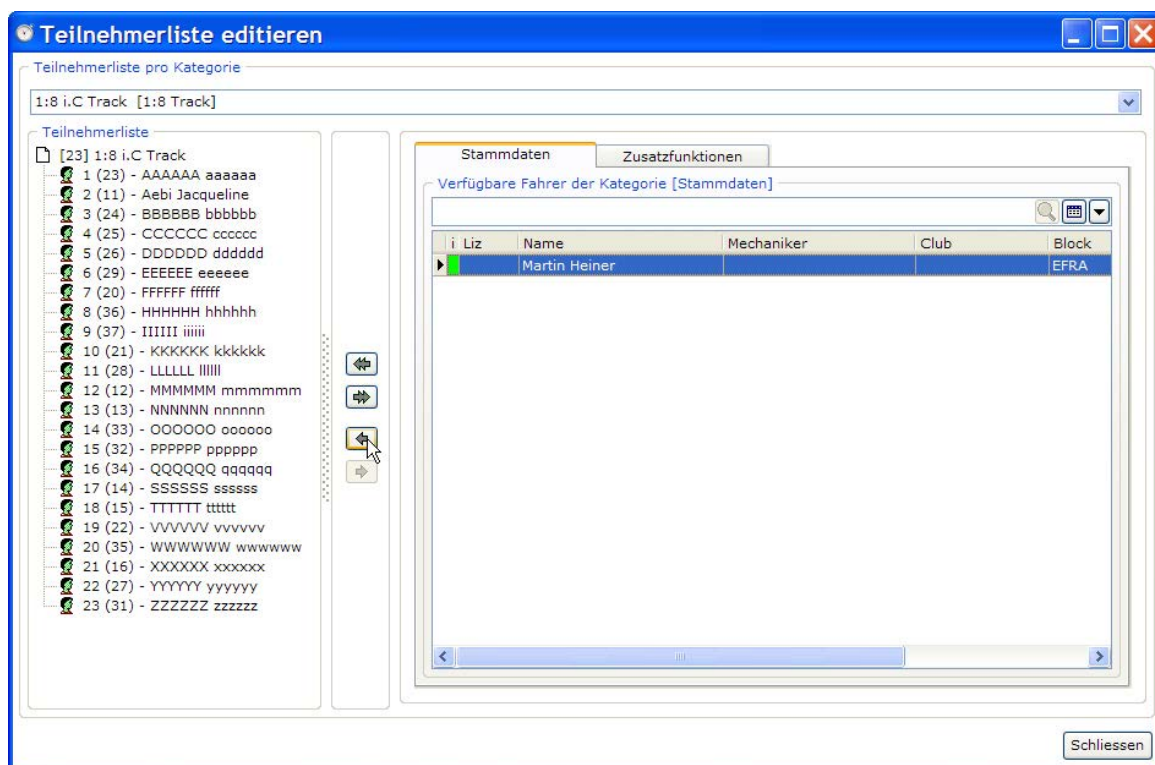 Teilnehmerliste editieren
Teilnehmerliste pro Kategorie
1:8 i.C Track [1:8 Track]
Teilnehmerliste
[23] 1:8 i.C Track
1 (23) - AAAAAA aaaaaa
2 (11) - Aebi Jacqueline
3 (24) - BBBBBB bbbbbb
4 (25) - CCCCCC cccccc
5 (26) - DDDDDD dddddd
6 (29) - EEEEEE eeeeee
7 (20) - FFFFFF ffffff
8 (36) - HHHHHH hhhhhh
9 (37) - IIIIII iiiiii
10 (21) - KKKKKK kkkkkk
11 (28) - LLLLLL llllll
12 (12) - MMMMMM mmmmmm
13 (13) - NNNNNN nnnnnn
14 (33) - OOOOOO oooooo
15 (32) - PPPPPP pppppp
16 (34) - QQQQQQ qqqqqq
17 (14) - SSSSSS ssssss
18 (15) - TTTTTT tttttt
19 (22) - VVVVVV vvvvvv
20 (35) - WWWWWW wwwwww
21 (16) - XXXXXX xxxxxx
22 (27) - YYYYYY yyyyyy
23 (31) - ZZZZZZ zzzzzz
Stammdaten Zusatzfunktionen
Verfügbare Fahrer der Kategorie [Stammdaten]
i Liz Name Mechaniker Club Block
Martin Heiner EFRA
Schliessen